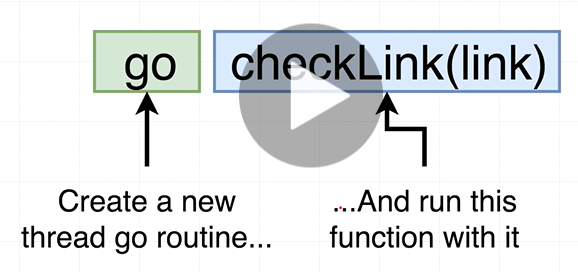 go checkLink(link)
Create a new
thread go routine...
...And run this
function with it